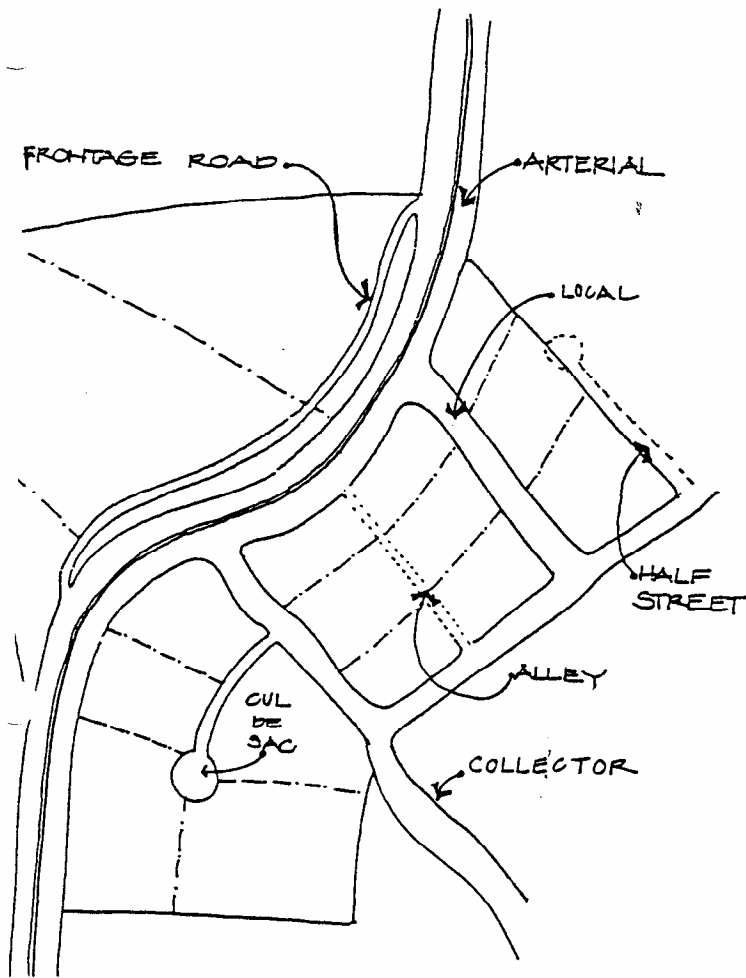 FRONTAGE ROAD
ARTERIAL
LOCAL
HALF
STREET
ALLEY
CUL
DE
SAC
COLLECTOR